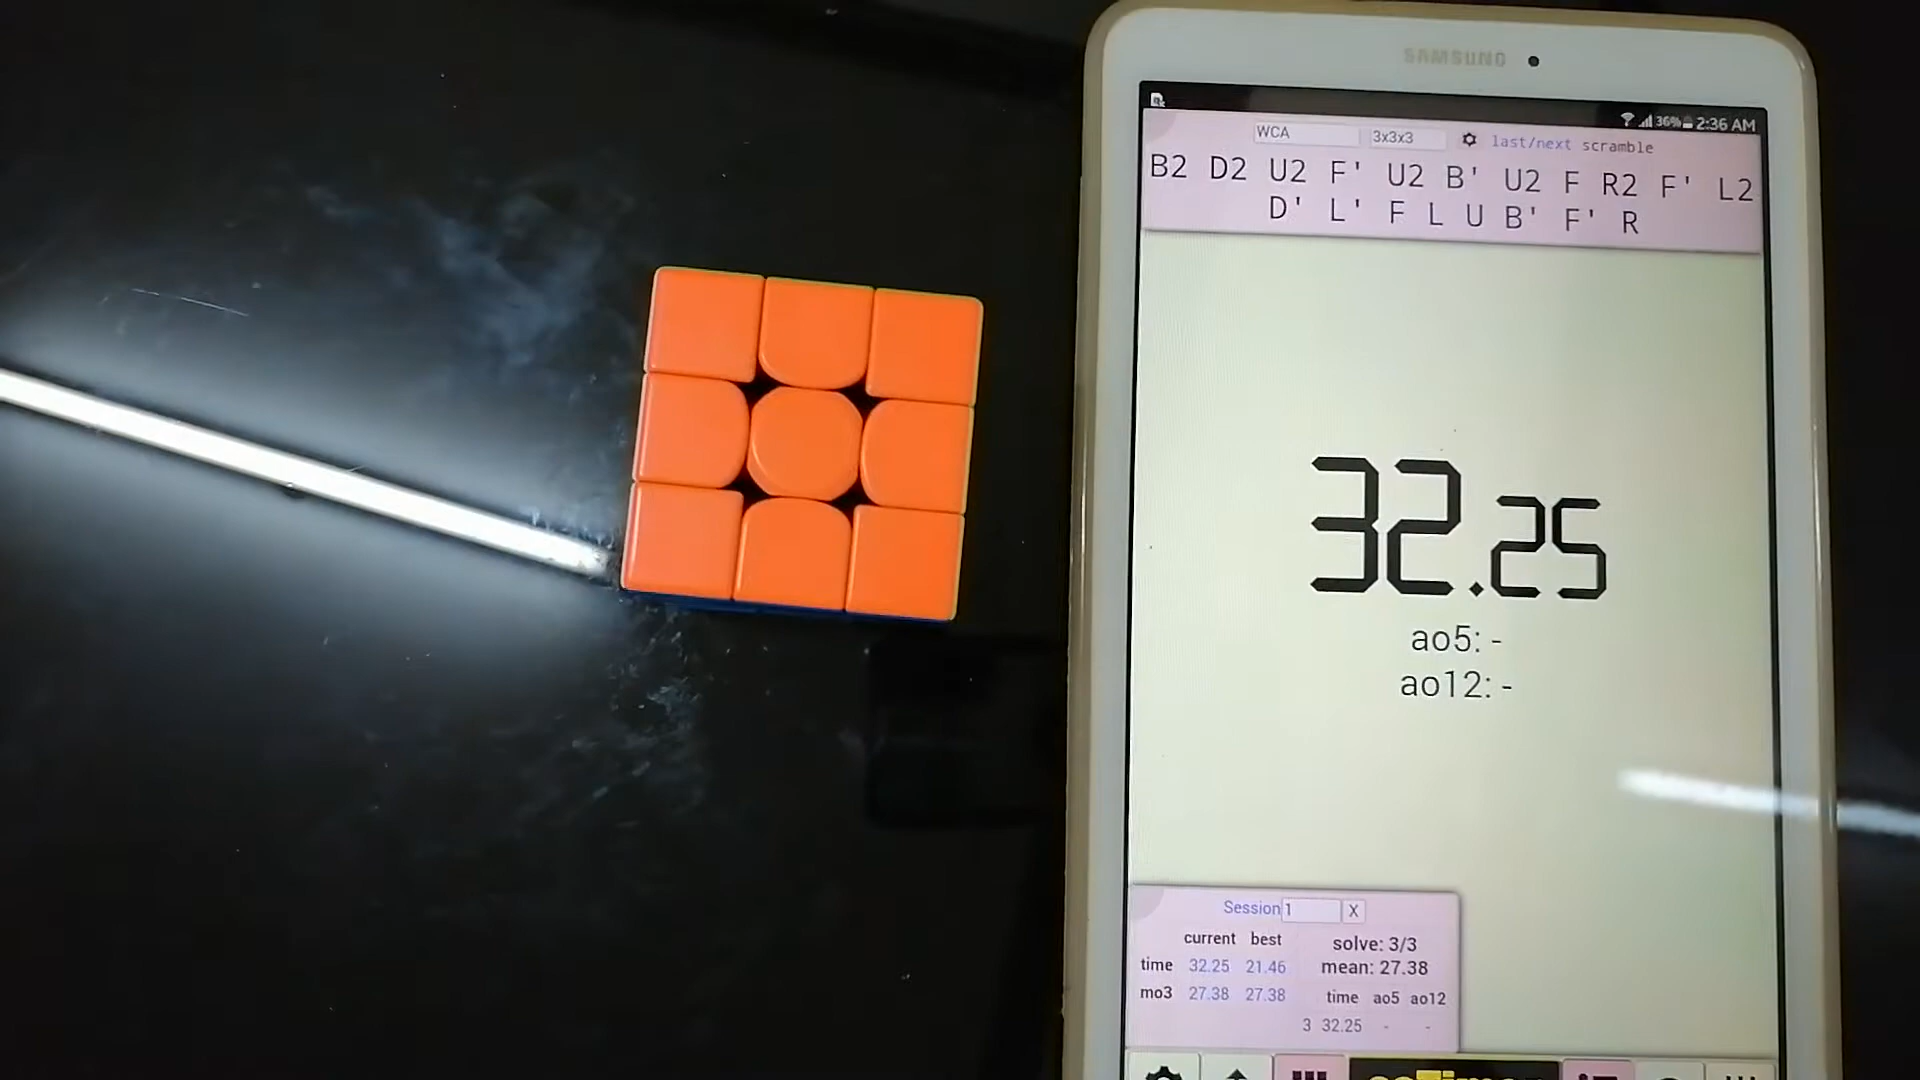 SAMSUNG
36% 2:36 AM
WCA 3x3x3 last/next scramble
B2 D2 U2 F' U2 B' U2 F R2 F' L2
D' L' F L U B' F' R
32.25
ao5: -
ao12: -
Session 1 X
current best
time 32.25 21.46
mo3 27.38 27.38
solve: 3/3
mean: 27.38
time ao5 ao12
3 32.25 - -